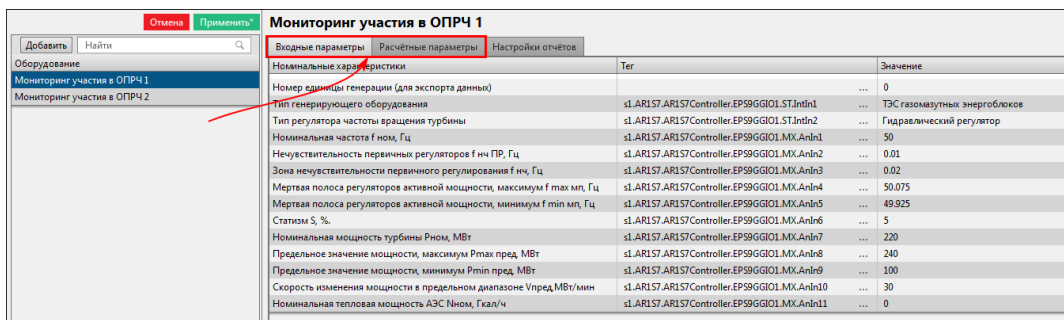 Отмена Применить* Мониторинг участия в ОПРЧ 1
Добавить Найти Входные параметры Расчётные параметры Настройки отчётов
Оборудование
Мониторинг участия в ОПРЧ 1
Мониторинг участия в ОПРЧ 2
Номинальные характеристики Тег Значение
Номер единицы генерации (для экспорта данных) ... 0
Тип генерирующего оборудования s1.AR1S7.AR1S7Controller.EPS9GGIO1.ST.IntIn1 ... ТЭС газомазутных энергоблоков
Тип регулятора частоты вращения турбины s1.AR1S7.AR1S7Controller.EPS9GGIO1.ST.IntIn2 ... Гидравлический регулятор
Номинальная частота f ном, Гц s1.AR1S7.AR1S7Controller.EPS9GGIO1.MX.AnIn1 ... 50
Нечувствительность первичных регуляторов f нч ПР, Гц s1.AR1S7.AR1S7Controller.EPS9GGIO1.MX.AnIn2 ... 0.01
Зона нечувствительности первичного регулирования f нч, Гц s1.AR1S7.AR1S7Controller.EPS9GGIO1.MX.AnIn3 ... 0.02
Мертвая полоса регуляторов активной мощности, максимум f max мп, Гц s1.AR1S7.AR1S7Controller.EPS9GGIO1.MX.AnIn4 ... 50.075
Мертвая полоса регуляторов активной мощности, минимум f min мп, Гц s1.AR1S7.AR1S7Controller.EPS9GGIO1.MX.AnIn5 ... 49.925
Статизм S, %. s1.AR1S7.AR1S7Controller.EPS9GGIO1.MX.AnIn6 ... 5
Номинальная мощность турбины Pном, МВт s1.AR1S7.AR1S7Controller.EPS9GGIO1.MX.AnIn7 ... 220
Предельное значение мощности, максимум Pmax пред, МВт s1.AR1S7.AR1S7Controller.EPS9GGIO1.MX.AnIn8 ... 240
Предельное значение мощности, минимум Pmin пред, МВт s1.AR1S7.AR1S7Controller.EPS9GGIO1.MX.AnIn9 ... 100
Скорость изменения мощности в предельном диапазоне Vпред,МВт/мин s1.AR1S7.AR1S7Controller.EPS9GGIO1.MX.AnIn10 ... 30
Номинальная тепловая мощность АЭС Nном, Гкал/ч s1.AR1S7.AR1S7Controller.EPS9GGIO1.MX.AnIn11 ... 0